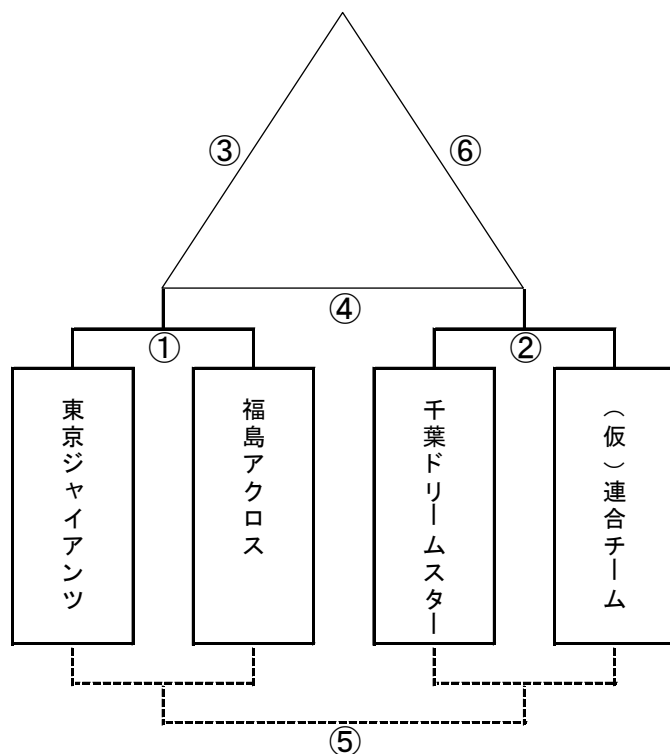 ③
⑥
④
①
②
東京ジャイアンツ
福島アクロス
千葉ドリームスター
（仮）連合チーム
⑤